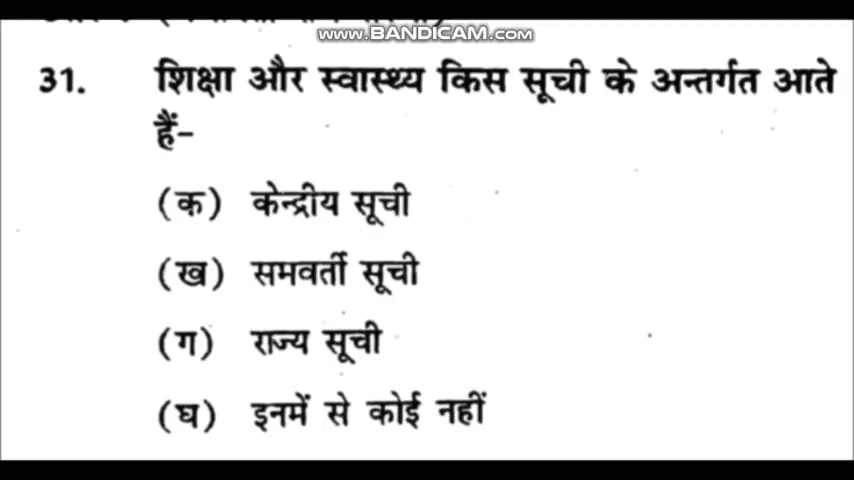 www.BANDICAM.com
31. शिक्षा और स्वास्थ्य किस सूची के अन्तर्गत आते
हैं-
(क) केन्द्रीय सूची
(ख) समवर्ती सूची
(ग) राज्य सूची
(घ) इनमें से कोई नहीं